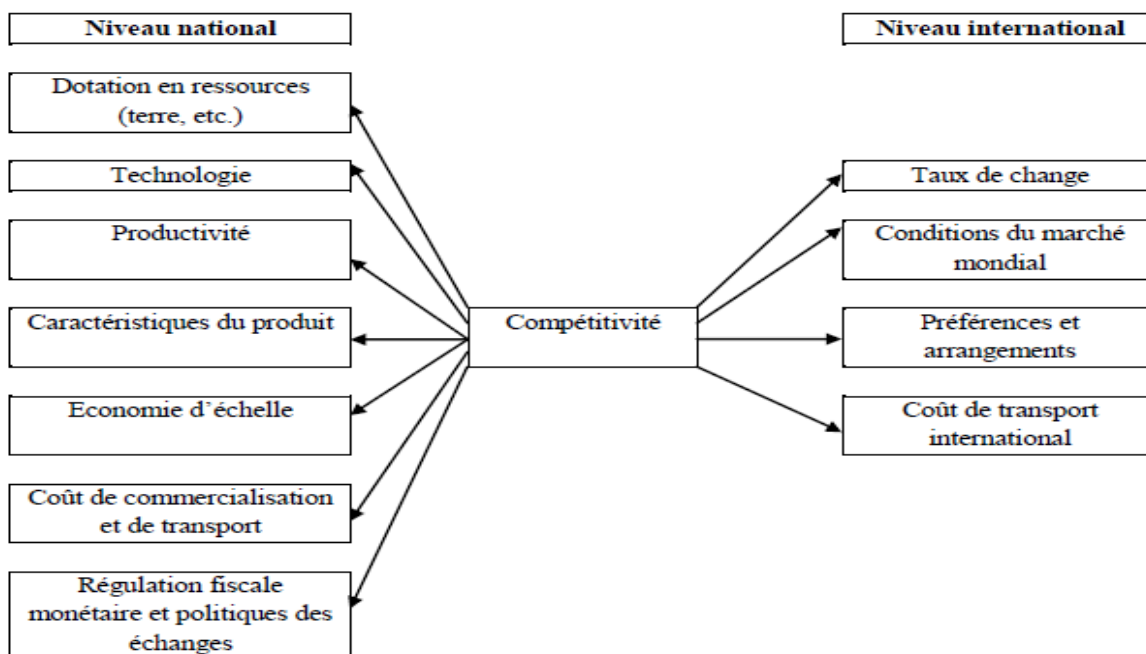 Niveau national
Niveau international
Dotation en ressources
(terre, etc.)
Technologie
Taux de change
Productivité
Conditions du marché
mondial
Caractéristiques du produit
Compétitivité
Préférences et
arrangements
Economie d’échelle
Coût de transport
international
Coût de commercialisation
et de transport
Régulation fiscale
monétaire et politiques des
échanges